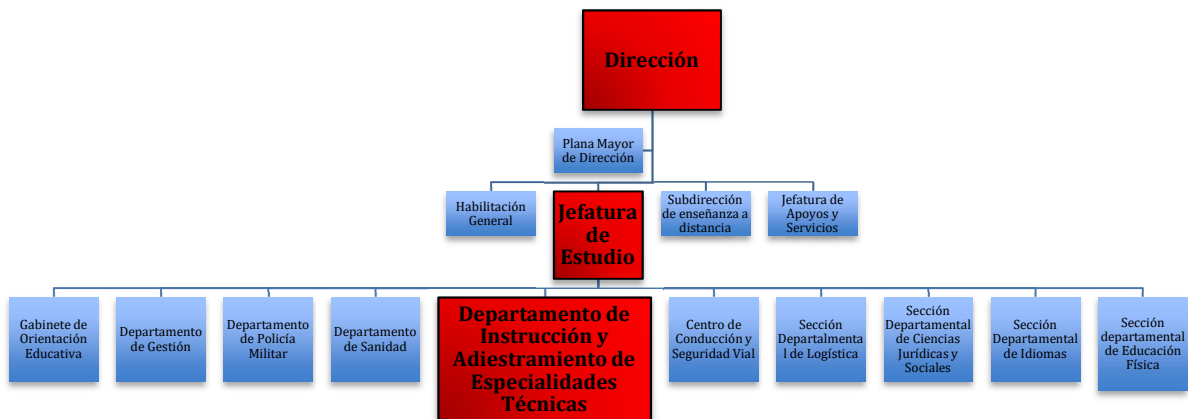 Dirección
Plana Mayor
de Dirección
Habilitación
General
Jefatura
de
Estudio
Subdirección
de enseñanza a
distancia
Jefatura de
Apoyos y
Servicios
Gabinete de
Orientación
Educativa
Departamento
de Gestión
Departamento
de Policía
Militar
Departamento
de Sanidad
Departamento de
Instrucción y
Adiestramiento de
Especialidades
Técnicas
Centro de
Conducción y
Seguridad Vial
Sección
Departalmenta
l de Logística
Sección
Departamental
de Ciencias
Jurídicas y
Sociales
Sección
Departamental
de Idiomas
Sección
departamental
de Educación
Física